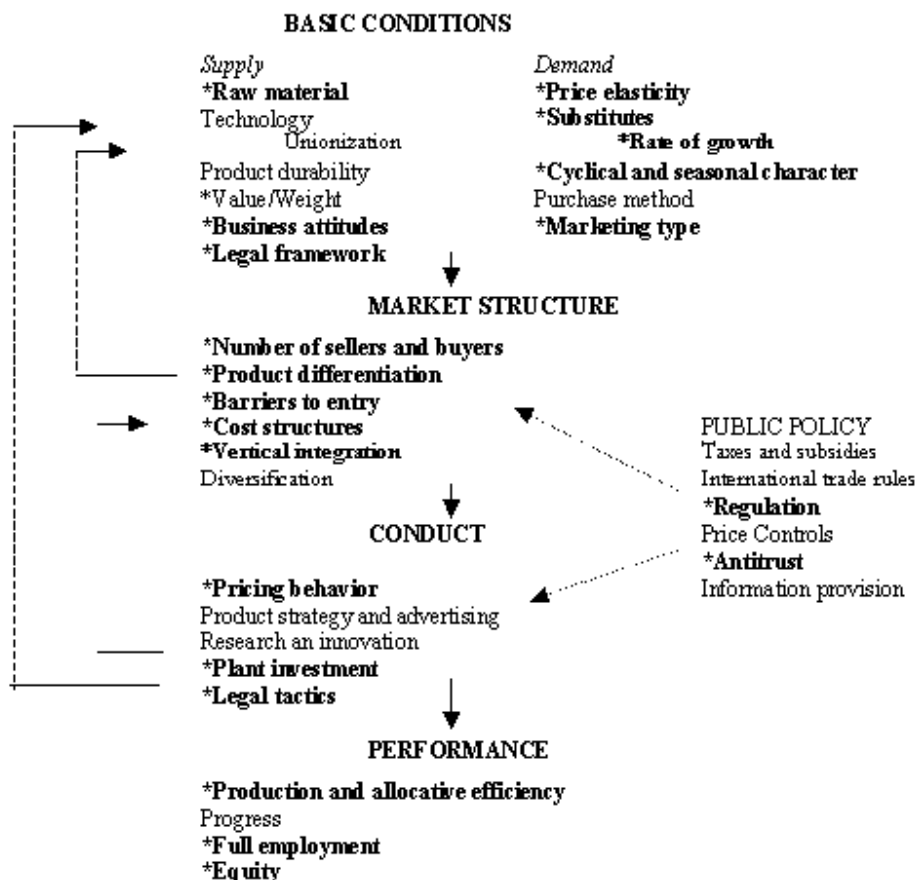 BASIC CONDITIONS
Supply
*Raw material
Technology
Unionization
Product durability
*Value/Weight
*Business attitudes
*Legal framework
Demand
*Price elasticity
*Substitutes
*Rate of growth
*Cyclical and seasonal character
Purchase method
*Marketing type
MARKET STRUCTURE
*Number of sellers and buyers
*Product differentiation
*Barriers to entry
*Cost structures
*Vertical integration
Diversification
PUBLIC POLICY
Taxes and subsidies
International trade rules
*Regulation
Price Controls
*Antitrust
Information provision
CONDUCT
*Pricing behavior
Product strategy and advertising
Research an innovation
*Plant investment
*Legal tactics
PERFORMANCE
*Production and allocative efficiency
Progress
*Full employment
*Equity